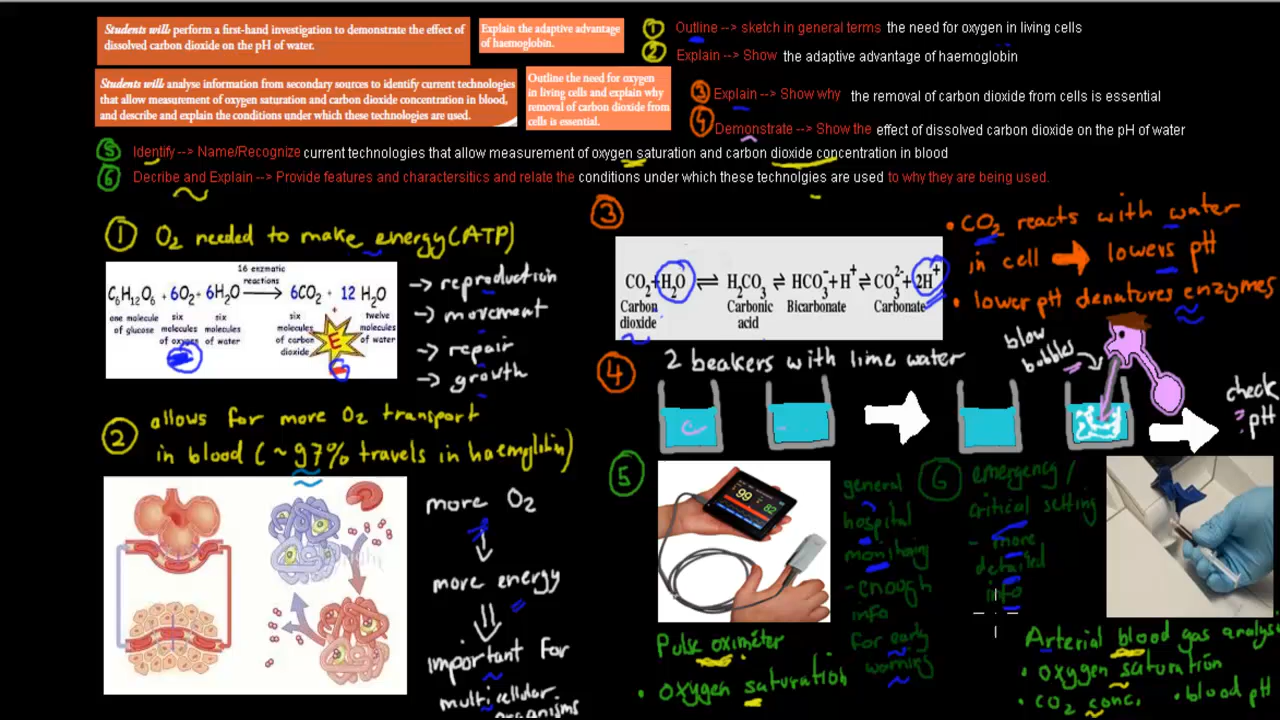 Students will: perform a first-hand investigation to demonstrate the effect of
dissolved carbon dioxide on the pH of water.
Explain the adaptive advantage
of haemoglobin.
Students will: analyse information from secondary sources to identify current technologies
that allow measurement of oxygen saturation and carbon dioxide concentration in blood,
and describe and explain the conditions under which these technologies are used.
Outline the need for oxygen
in living cells and explain why
removal of carbon dioxide from
cells is essential.
1 Outline --> sketch in general terms the need for oxygen in living cells
2 Explain --> Show the adaptive advantage of haemoglobin
3 Explain --> Show why the removal of carbon dioxide from cells is essential
4 Demonstrate --> Show the effect of dissolved carbon dioxide on the pH of water
5 Identify --> Name/Recognize current technologies that allow measurement of oxygen saturation and carbon dioxide concentration in blood
6 Decribe and Explain --> Provide features and charactersitics and relate the conditions under which these technolgies are used to why they are being used.
1 O2 needed to make energy (ATP)
16 enzmatic
reactions
C6H12O6 + 6O2 + 6H2O → 6CO2 + 12 H2O
+
one molecule
of glucose
six
molecules
of oxygen
six
molecules
of water
six
molecules
of carbon
dioxide
E
twelve
molecules
of water
→ reproduction
→ movement
→ repair
→ growth
2 allows for more O2 transport
in blood (~97% travels in haemglobin)
more O2
more energy
important for
multicellular
organisms
3
CO2+H2O ⇌ H2CO3 ⇌ HCO3-+H+ ⇌ CO3 2-+2H+
Carbon
dioxide
Carbonic
acid
Bicarbonate
Carbonate
• CO2 reacts with water
in cell → lowers pH
• lower pH denatures enzymes
4 2 beakers with lime water
blow
bubbles
check
pH
5
99
82
general
hospital
monitoring
- enough
info
for early
warning
Pulse oximeter
• oxygen saturation
6 emergency/
critical setting
- more
detailed
info
Arterial blood gas analysi
• oxygen saturation
• CO2 conc. • blood pH